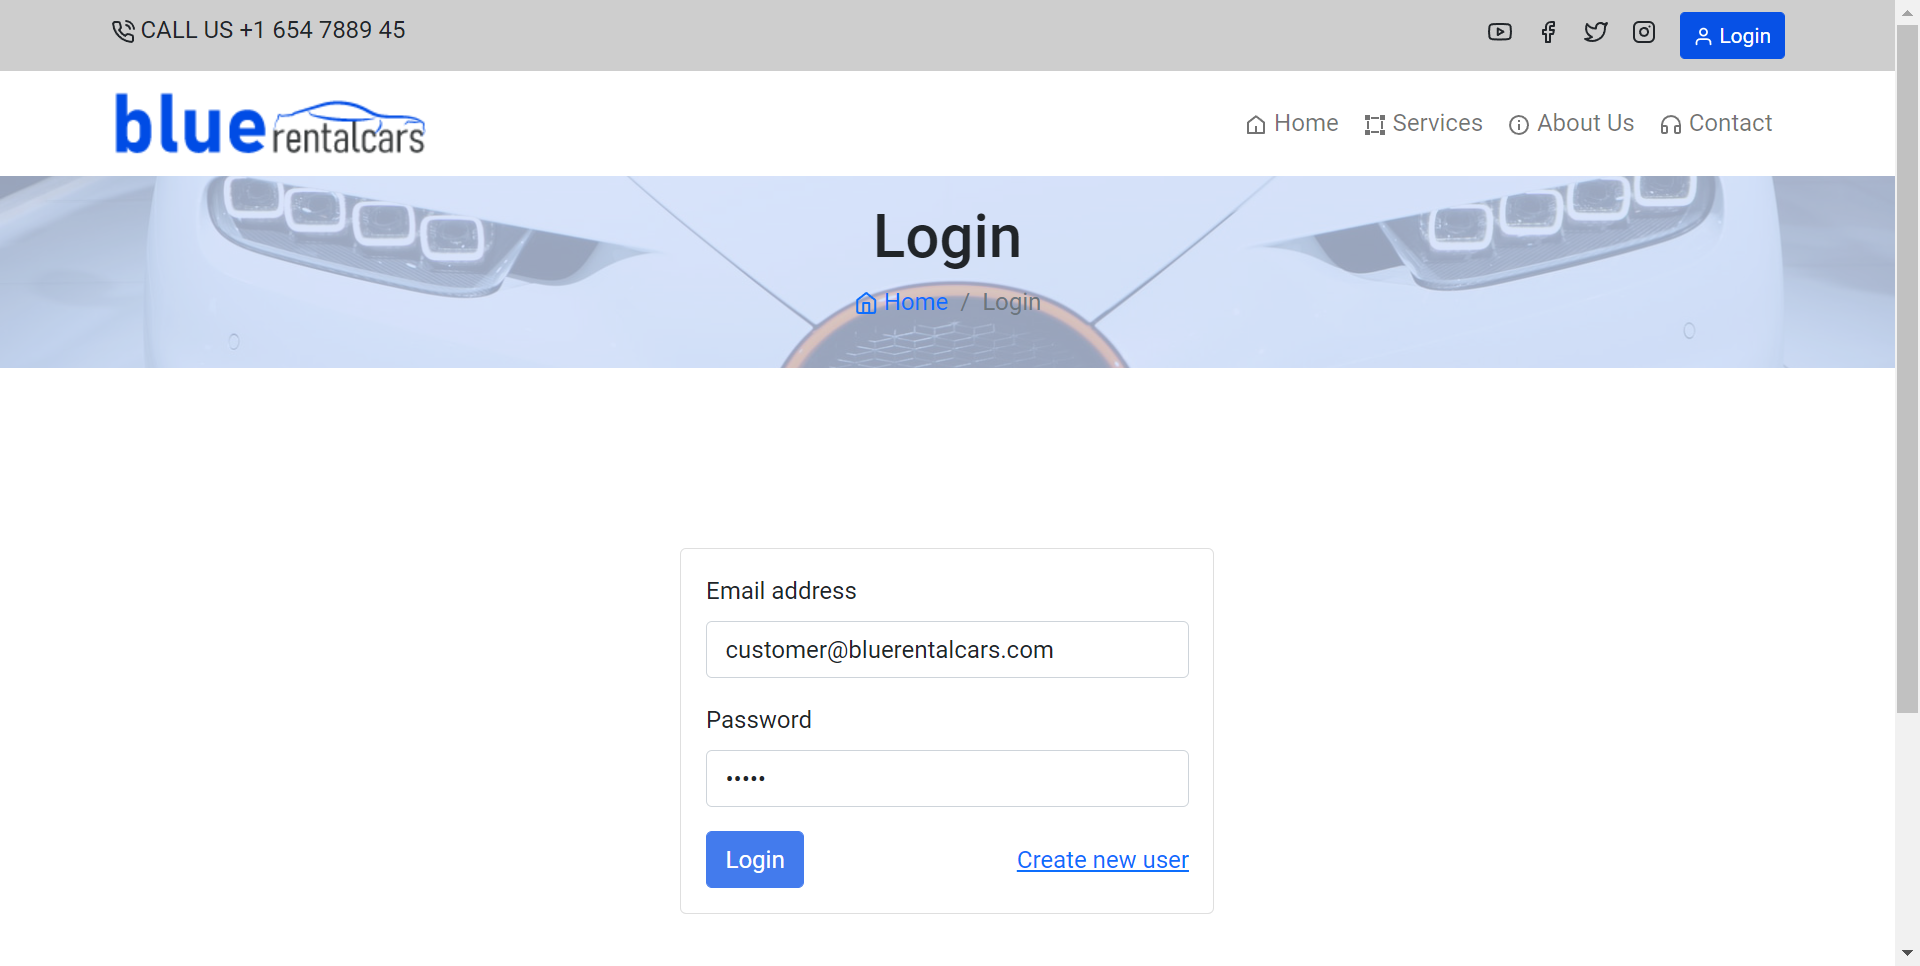 CALL US +1 654 7889 45
Login
blue rentalcars
Home
Services
About Us
Contact
Login
Home / Login
Email address
customer@bluerentalcars.com
Password
•••••
Login
Create new user